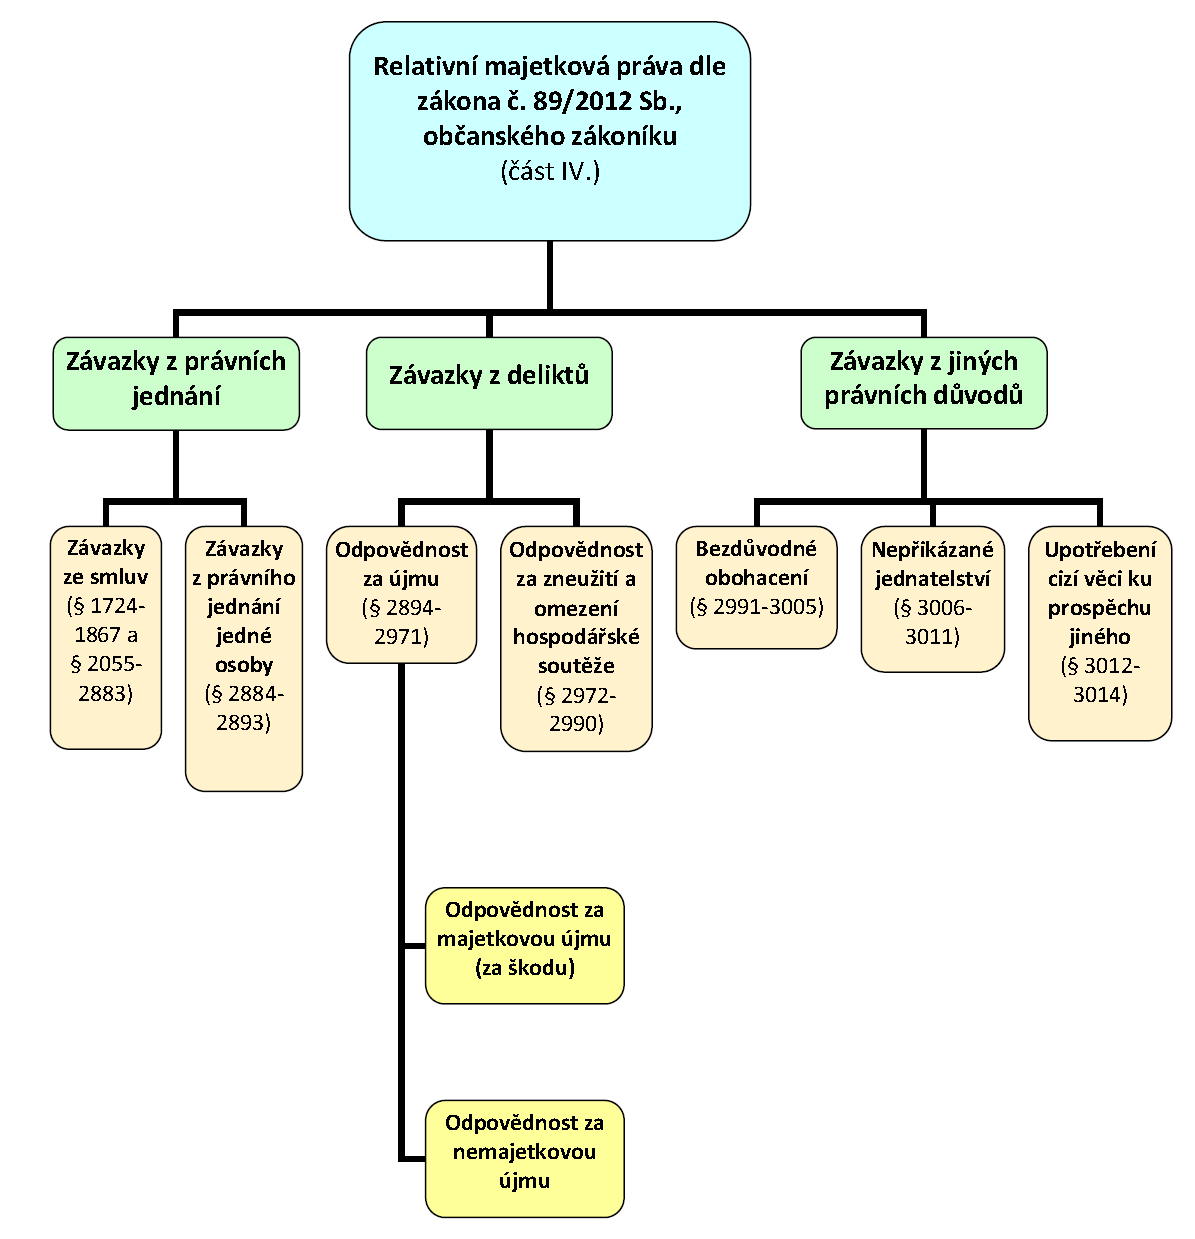 Relativní majetková práva dle
zákona č. 89/2012 Sb.,
občanského zákoníku
(část IV.)
Závazky z právních
jednání
Závazky z deliktů
Závazky z jiných
právních důvodů
Závazky
ze smluv
(§ 1724-
1867 a
§ 2055-
2883)
Závazky
z právního
jednání
jedné
osoby
(§ 2884-
2893)
Odpovědnost
za újmu
(§ 2894-
2971)
Odpovědnost
za zneužití a
omezení
hospodářské
soutěže
(§ 2972-
2990)
Bezdůvodné
obohacení
(§ 2991-3005)
Nepřikázané
jednatelství
(§ 3006-
3011)
Upotřebení
cizí věci ku
prospěchu
jiného
(§ 3012-
3014)
Odpovědnost za
majetkovou újmu
(za škodu)
Odpovědnost za
nemajetkovou
újmu